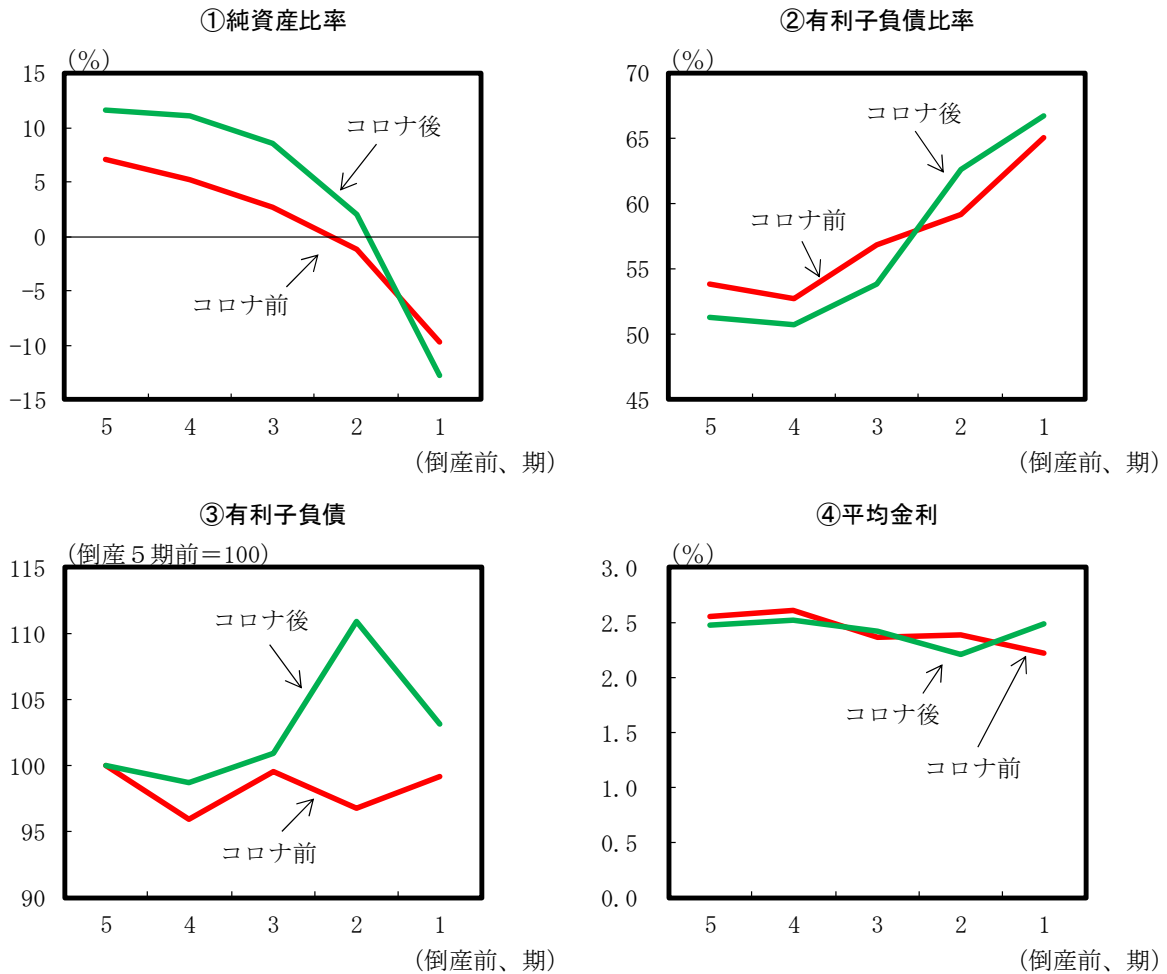 ①純資産比率
(%)
15
10
5
0
-5
-10
-15
コロナ後
コロナ前
5 4 3 2 1
(倒産前、期)
②有利子負債比率
(%)
70
65
60
55
50
45
コロナ後
コロナ前
5 4 3 2 1
(倒産前、期)
③有利子負債
(倒産5期前=100)
115
110
105
100
95
90
コロナ後
コロナ前
5 4 3 2 1
(倒産前、期)
④平均金利
(%)
3.0
2.5
2.0
1.5
1.0
0.5
0.0
コロナ後
コロナ前
5 4 3 2 1
(倒産前、期)